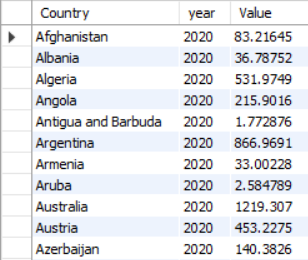 Country year Value
Afghanistan 2020 83.21645
Albania 2020 36.78752
Algeria 2020 531.9749
Angola 2020 215.9016
Antigua and Barbuda 2020 1.772876
Argentina 2020 866.9691
Armenia 2020 33.00228
Aruba 2020 2.584789
Australia 2020 1219.307
Austria 2020 453.2275
Azerbaijan 2020 140.3826